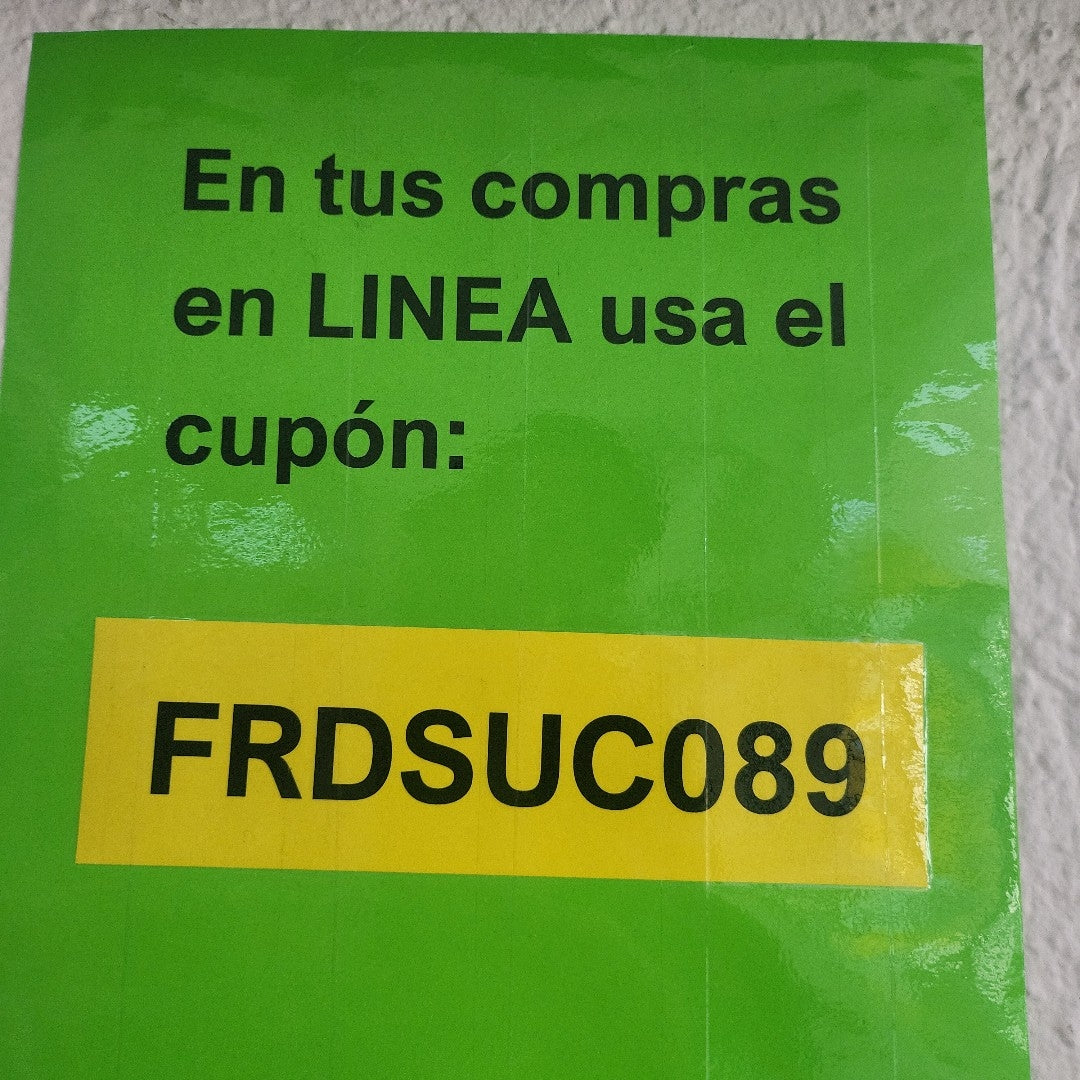 En tus compras
en LINEA usa el
cupón:
FRDSUC089